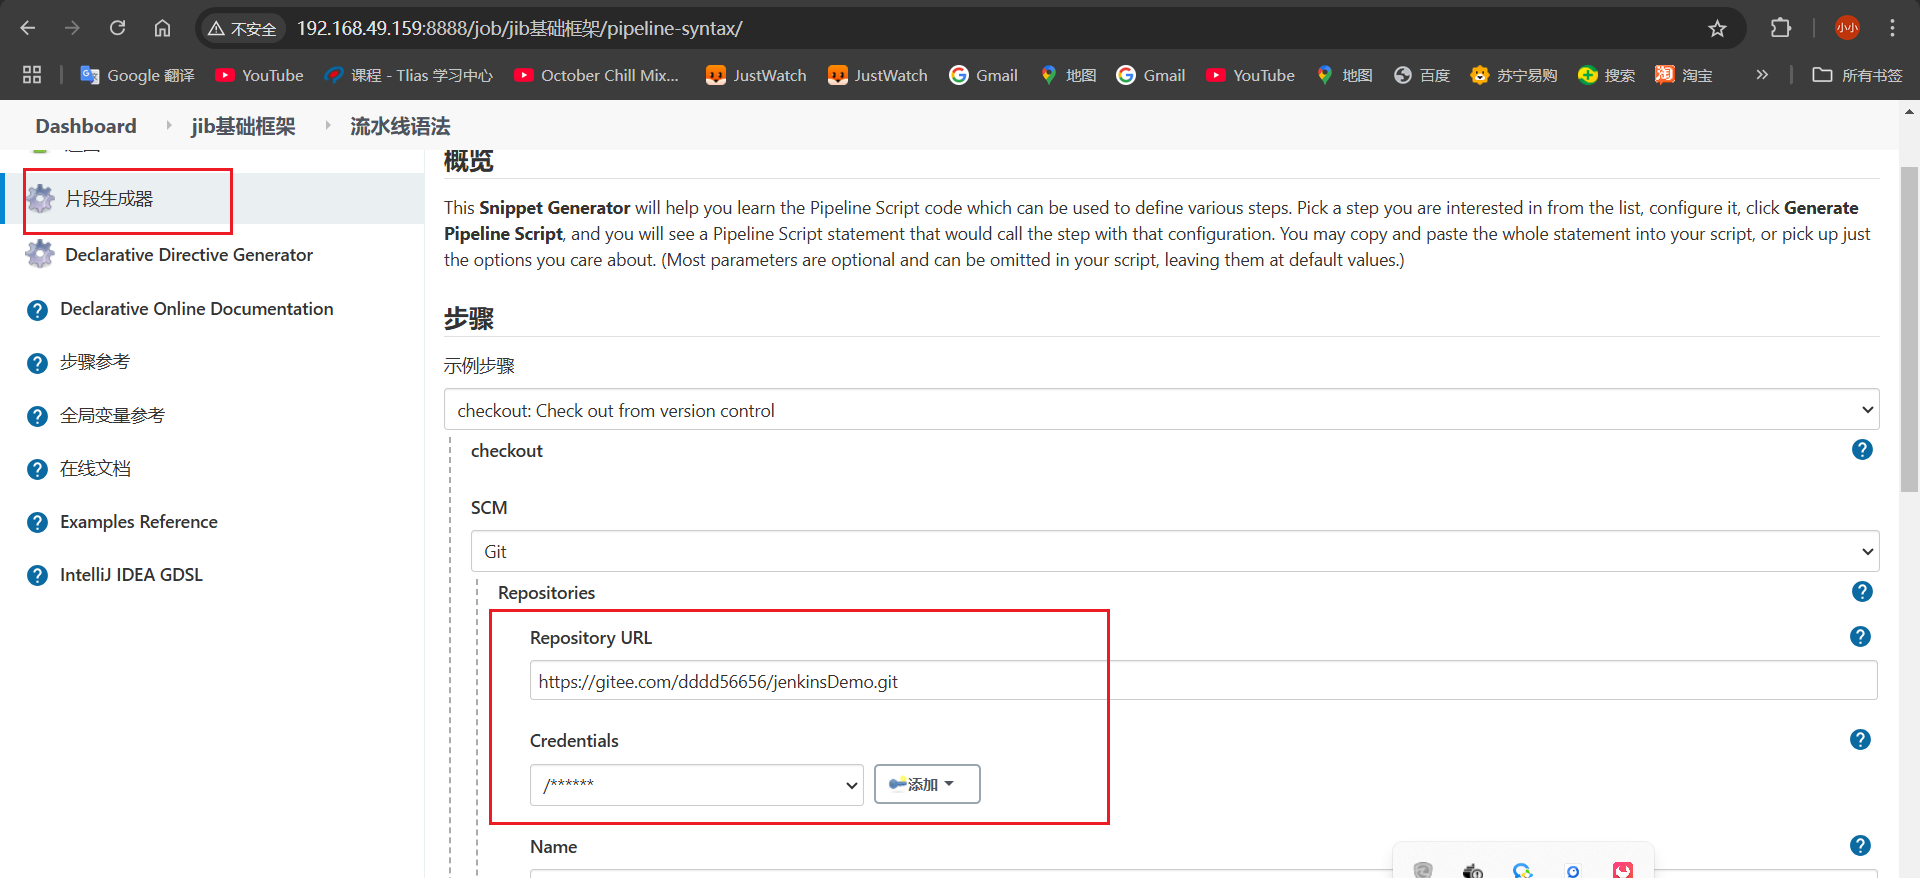 不安全 192.168.49.159:8888/job/jib基础框架/pipeline-syntax/ 小小
Google 翻译 YouTube 课程 - Tlias 学习中心 October Chill Mix... JustWatch JustWatch Gmail 地图 Gmail YouTube 地图 百度 苏宁易购 搜索 淘 淘宝 » 所有书签
Dashboard jib基础框架 流水线语法
片段生成器
Declarative Directive Generator
Declarative Online Documentation
步骤参考
全局变量参考
在线文档
Examples Reference
IntelliJ IDEA GDSL
概览
This Snippet Generator will help you learn the Pipeline Script code which can be used to define various steps. Pick a step you are interested in from the list, configure it, click Generate
Pipeline Script, and you will see a Pipeline Script statement that would call the step with that configuration. You may copy and paste the whole statement into your script, or pick up just
the options you care about. (Most parameters are optional and can be omitted in your script, leaving them at default values.)
步骤
示例步骤
checkout: Check out from version control
checkout
SCM
Git
Repositories
Repository URL
https://gitee.com/dddd56656/jenkinsDemo.git
Credentials
/******
添加
Name